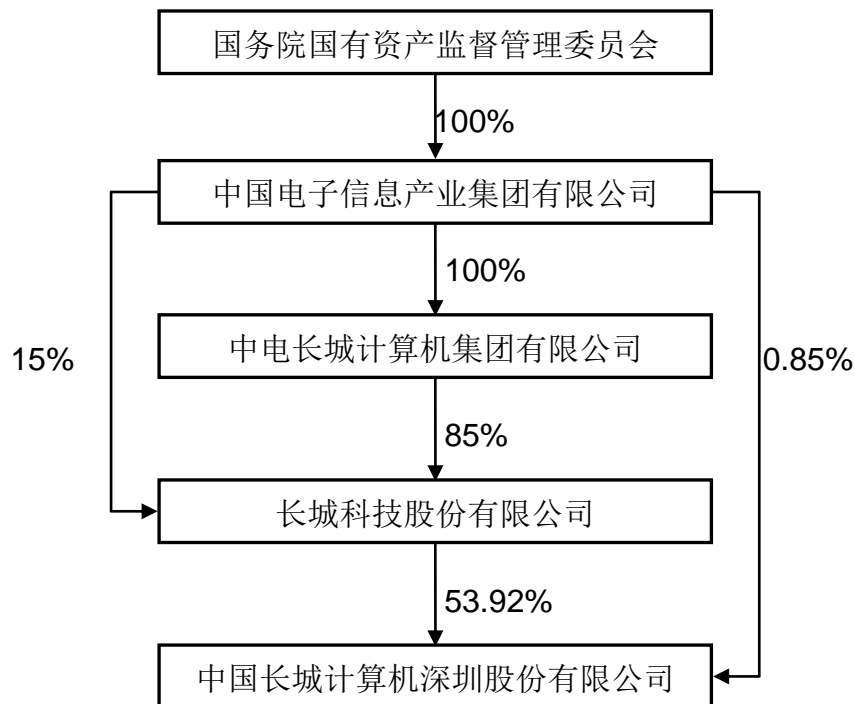 国务院国有资产监督管理委员会
100%
中国电子信息产业集团有限公司
100%
中电长城计算机集团有限公司
15%
0.85%
85%
长城科技股份有限公司
53.92%
中国长城计算机深圳股份有限公司